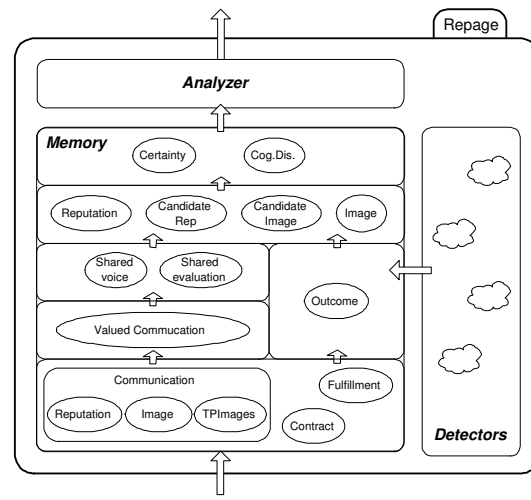 Repage
Analyzer
Memory
Certainty
Cog.Dis.
Reputation
Candidate
Rep
Candidate
Image
Image
Shared
voice
Shared
evaluation
Outcome
Valued Commucation
Communication
Reputation
Image
TPImages
Fulfillment
Contract
Detectors